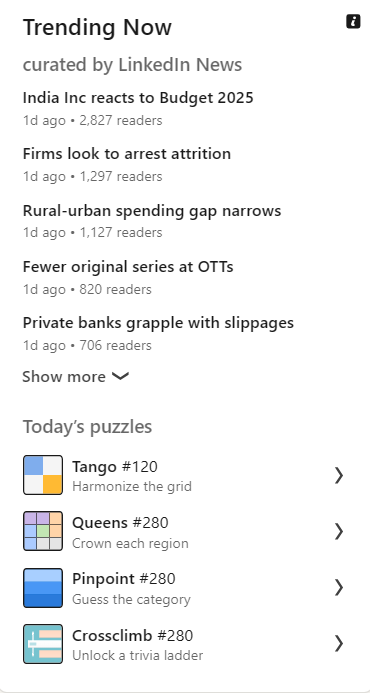 Trending Now
curated by LinkedIn News
India Inc reacts to Budget 2025
1d ago • 2,827 readers
Firms look to arrest attrition
1d ago • 1,297 readers
Rural-urban spending gap narrows
1d ago • 1,127 readers
Fewer original series at OTTs
1d ago • 820 readers
Private banks grapple with slippages
1d ago • 706 readers
Show more
Today’s puzzles
Tango #120
Harmonize the grid
Queens #280
Crown each region
Pinpoint #280
Guess the category
Crossclimb #280
Unlock a trivia ladder